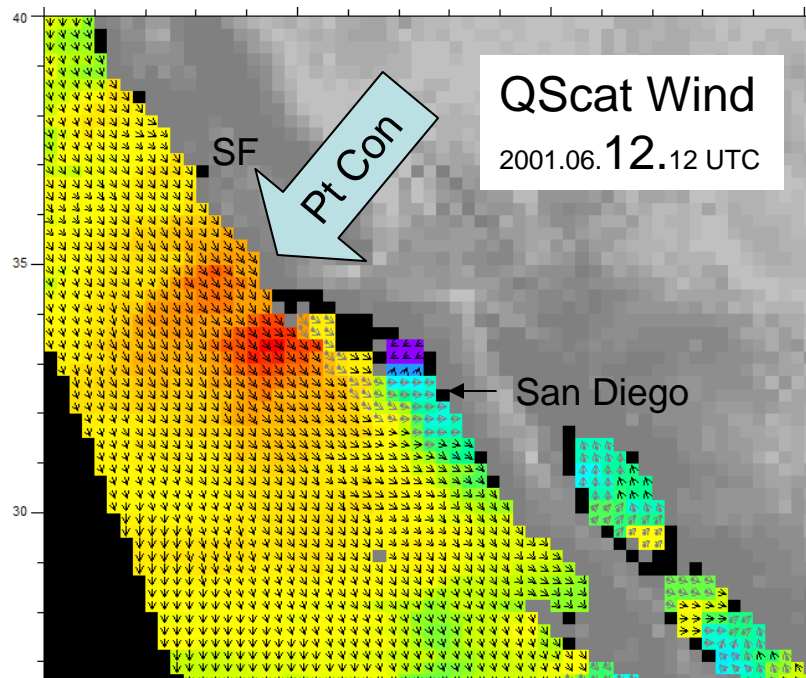 40
QScat Wind
2001.06.12.12 UTC
SF
Pt Con
35
San Diego
30